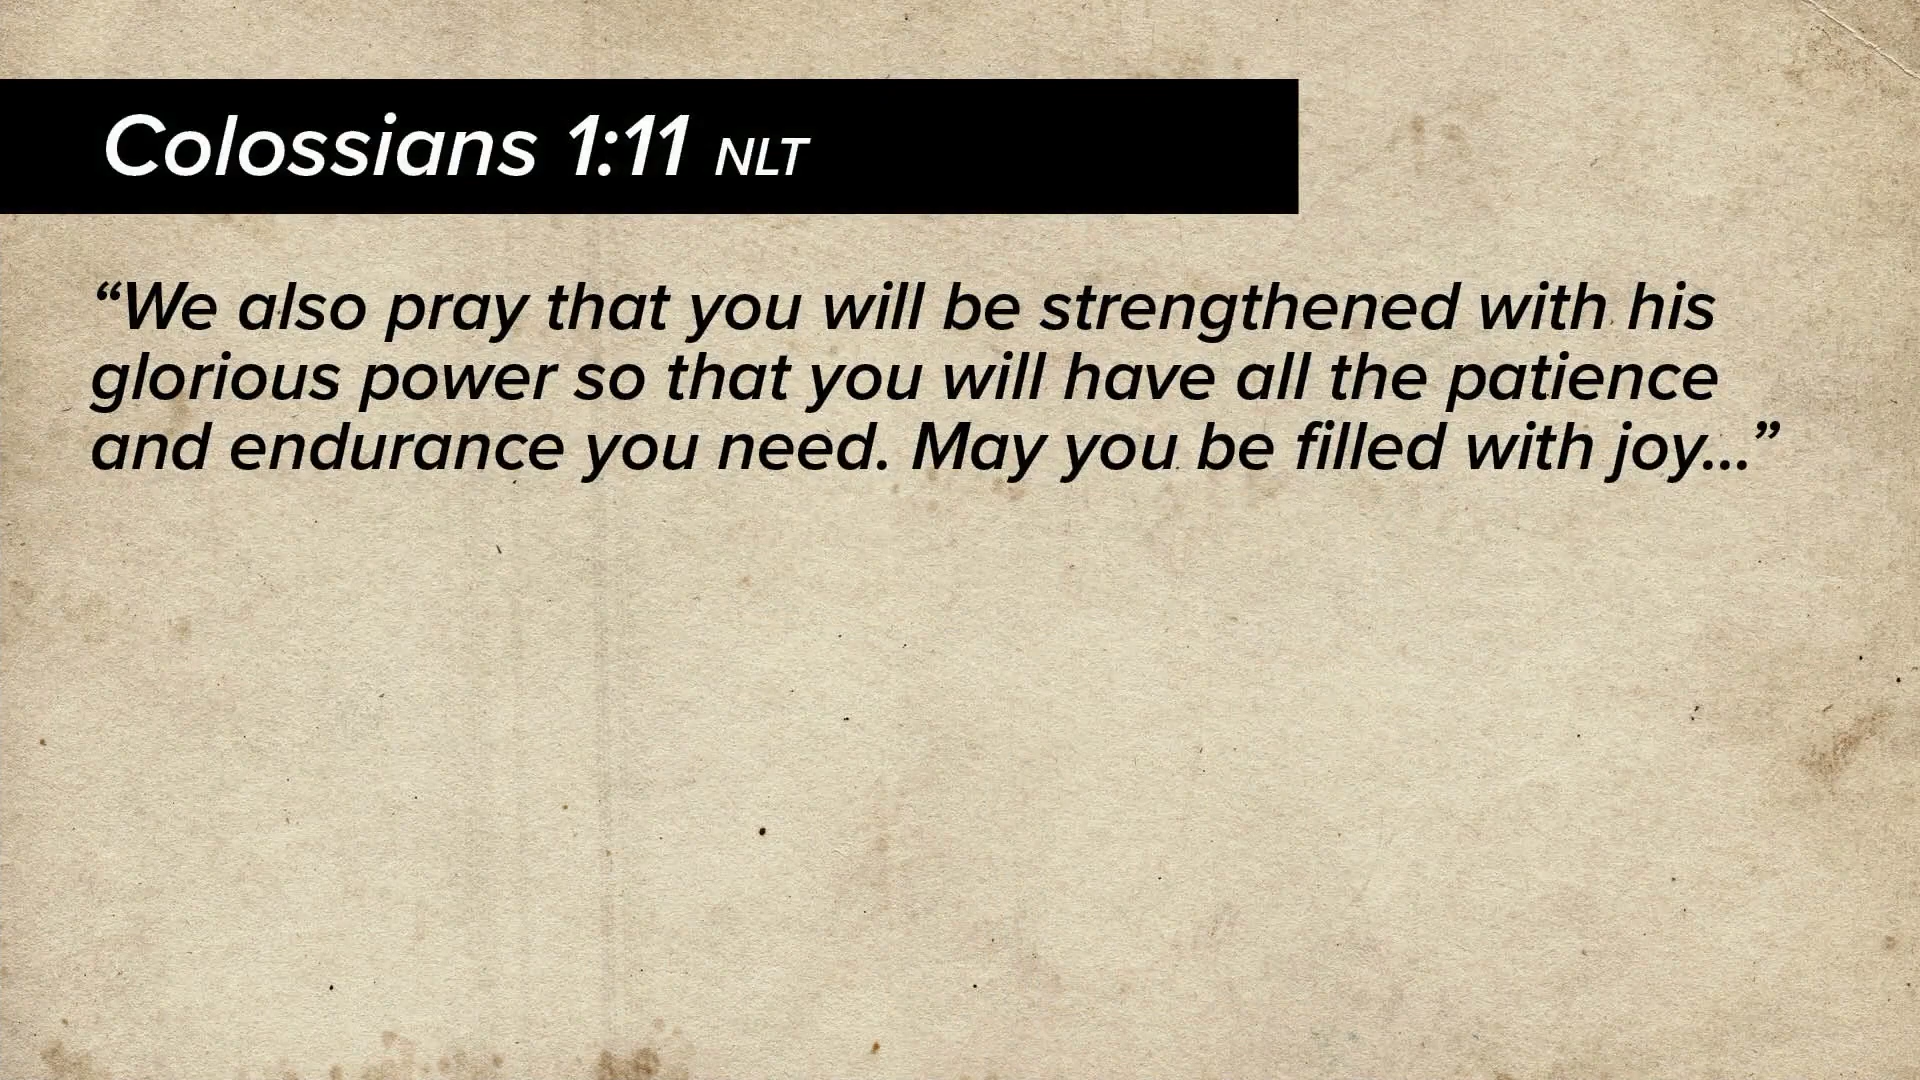 Colossians 1:11 NLT
“We also pray that you will be strengthened with his
glorious power so that you will have all the patience
and endurance you need. May you be filled with joy...”